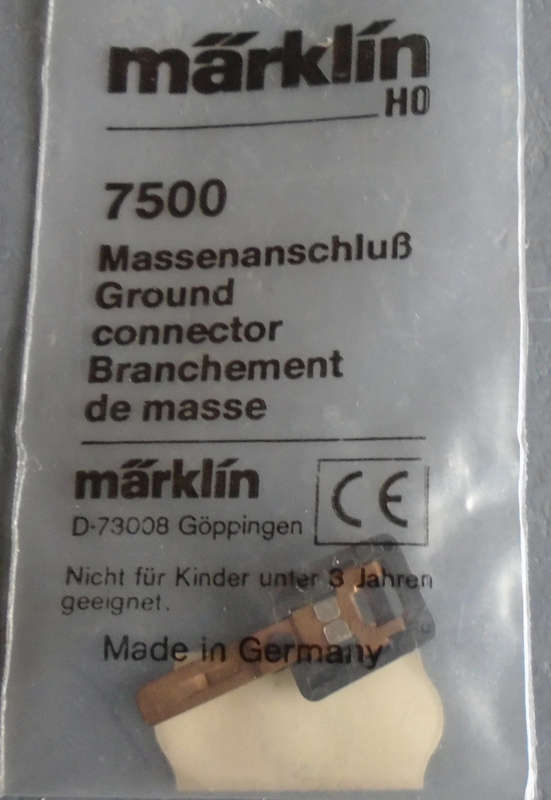 märklin
H0
7500
Massenanschluß
Ground
connector
Branchement
de masse
märklin
CE
D-73008 Göppingen
Nicht für Kinder unter 3 Jahren
geeignet.
Made in Germany